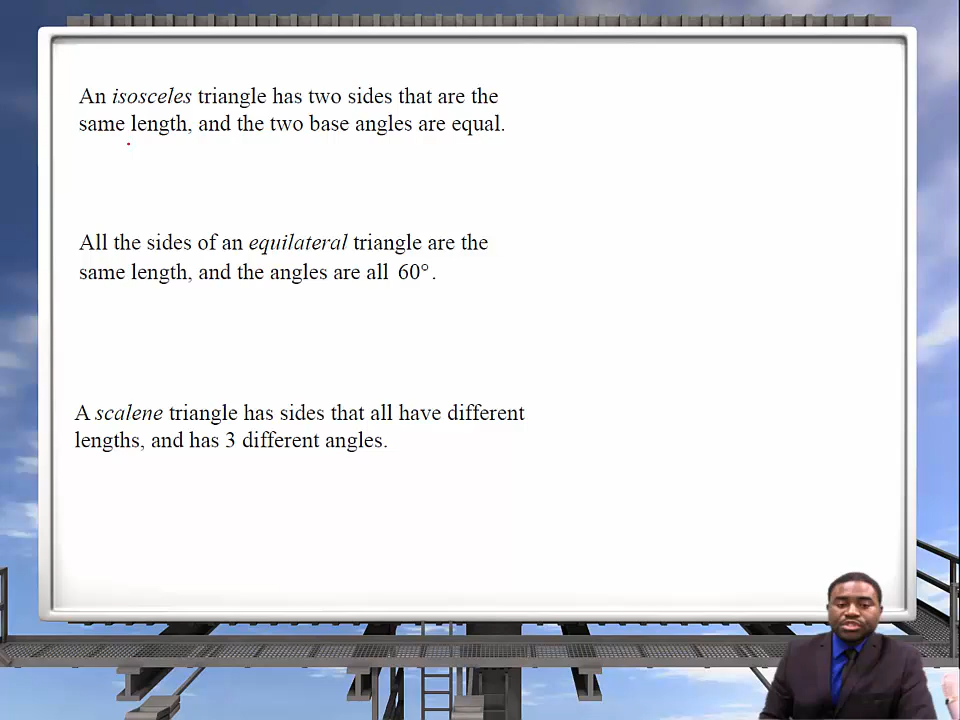 An isosceles triangle has two sides that are the
same length, and the two base angles are equal.
All the sides of an equilateral triangle are the
same length, and the angles are all 60°.
A scalene triangle has sides that all have different
lengths, and has 3 different angles.